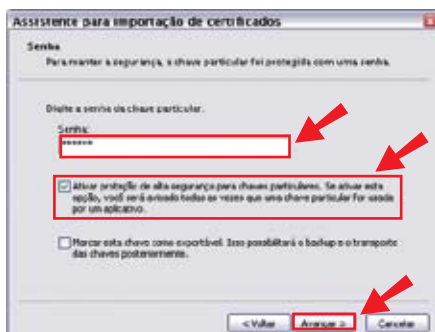 Assistente para importação de certificados
Senha
Para manter a segurança, a chave particular foi protegida com uma senha.
Digite a senha da chave particular.
Senha:
******
Ativar proteção de alta segurança para chaves particulares. Se ativar esta
opção, você será avisado todas as vezes que uma chave particular for usada
por um aplicativo.
Marcar esta chave como exportável. Isso possibilitará o backup e o transporte
das chaves posteriormente.
< Voltar
Avançar >
Cancelar